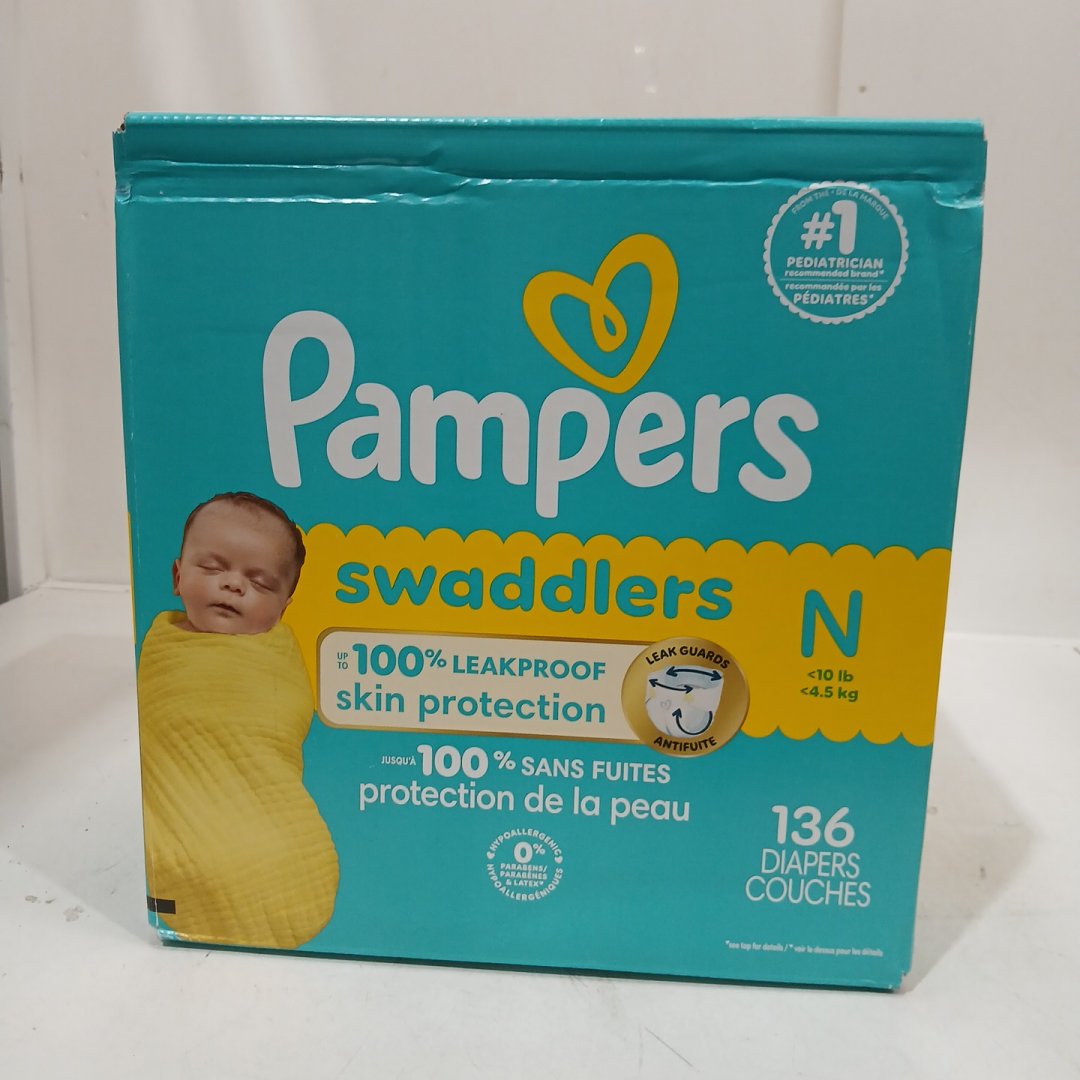 FROM THE • DE LA MARQUE
#1
PEDIATRICIAN
recommended brand*
recommandée par les
PÉDIATRES*
Pampers
swaddlers
N
<10 lb
<4.5 kg
UP TO 100% LEAKPROOF
skin protection
LEAK GUARDS
ANTIFUITE
JUSQU'À 100% SANS FUITES
protection de la peau
HYPOALLERGENIC
0%
PARABENS/
PARABÈNES
& LATEX*
HYPOALLERGÉNIQUES
136
DIAPERS
COUCHES
*see top for details / * voir le dessus pour les détails